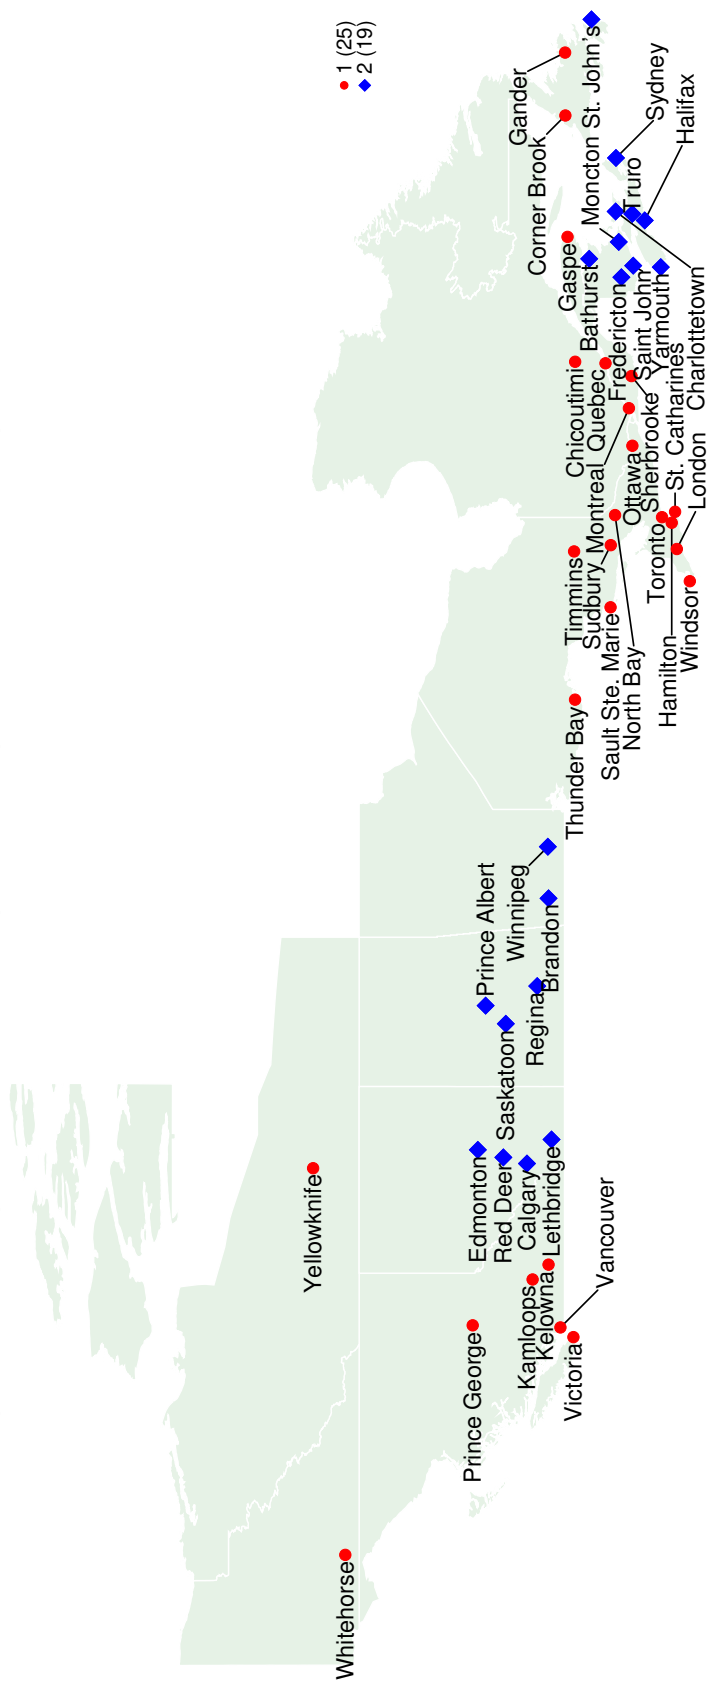 1 (25)
2 (19)
Whitehorse
Yellowknife
Prince George
Victoria
Vancouver
Kamloops
Kelowna
Edmonton
Red Deer
Calgary
Lethbridge
Saskatoon
Prince Albert
Regina
Brandon
Winnipeg
Thunder Bay
Sault Ste. Marie
Timmins
Sudbury
North Bay
Windsor
London
Hamilton
St. Catharines
Toronto
Ottawa
Montreal
Sherbrooke
Quebec
Chicoutimi
Gaspe
Bathurst
Fredericton
Saint John
Moncton
Yarmouth
Charlottetown
Truro
Halifax
Sydney
Corner Brook
Gander
St. John's